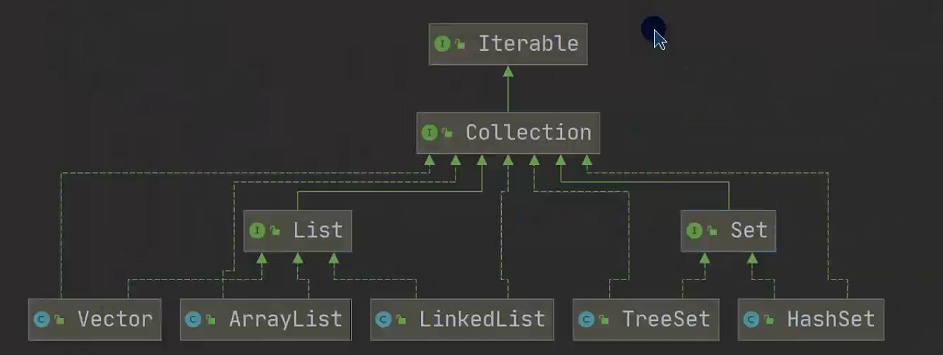 Iterable
Collection
List
Set
Vector
ArrayList
LinkedList
TreeSet
HashSet